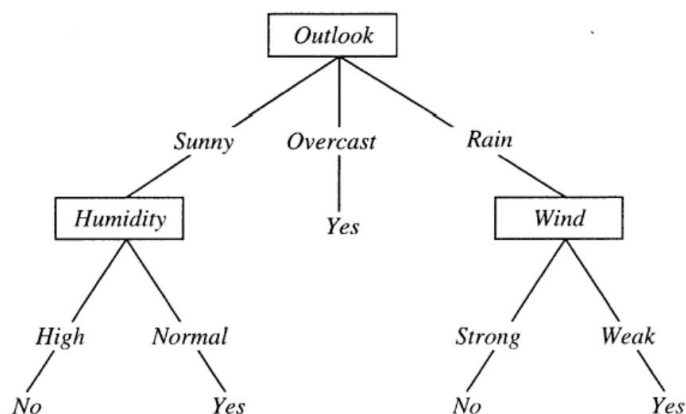 Outlook
Sunny Overcast Rain
Humidity Yes Wind
High Normal Strong Weak
No Yes No Yes